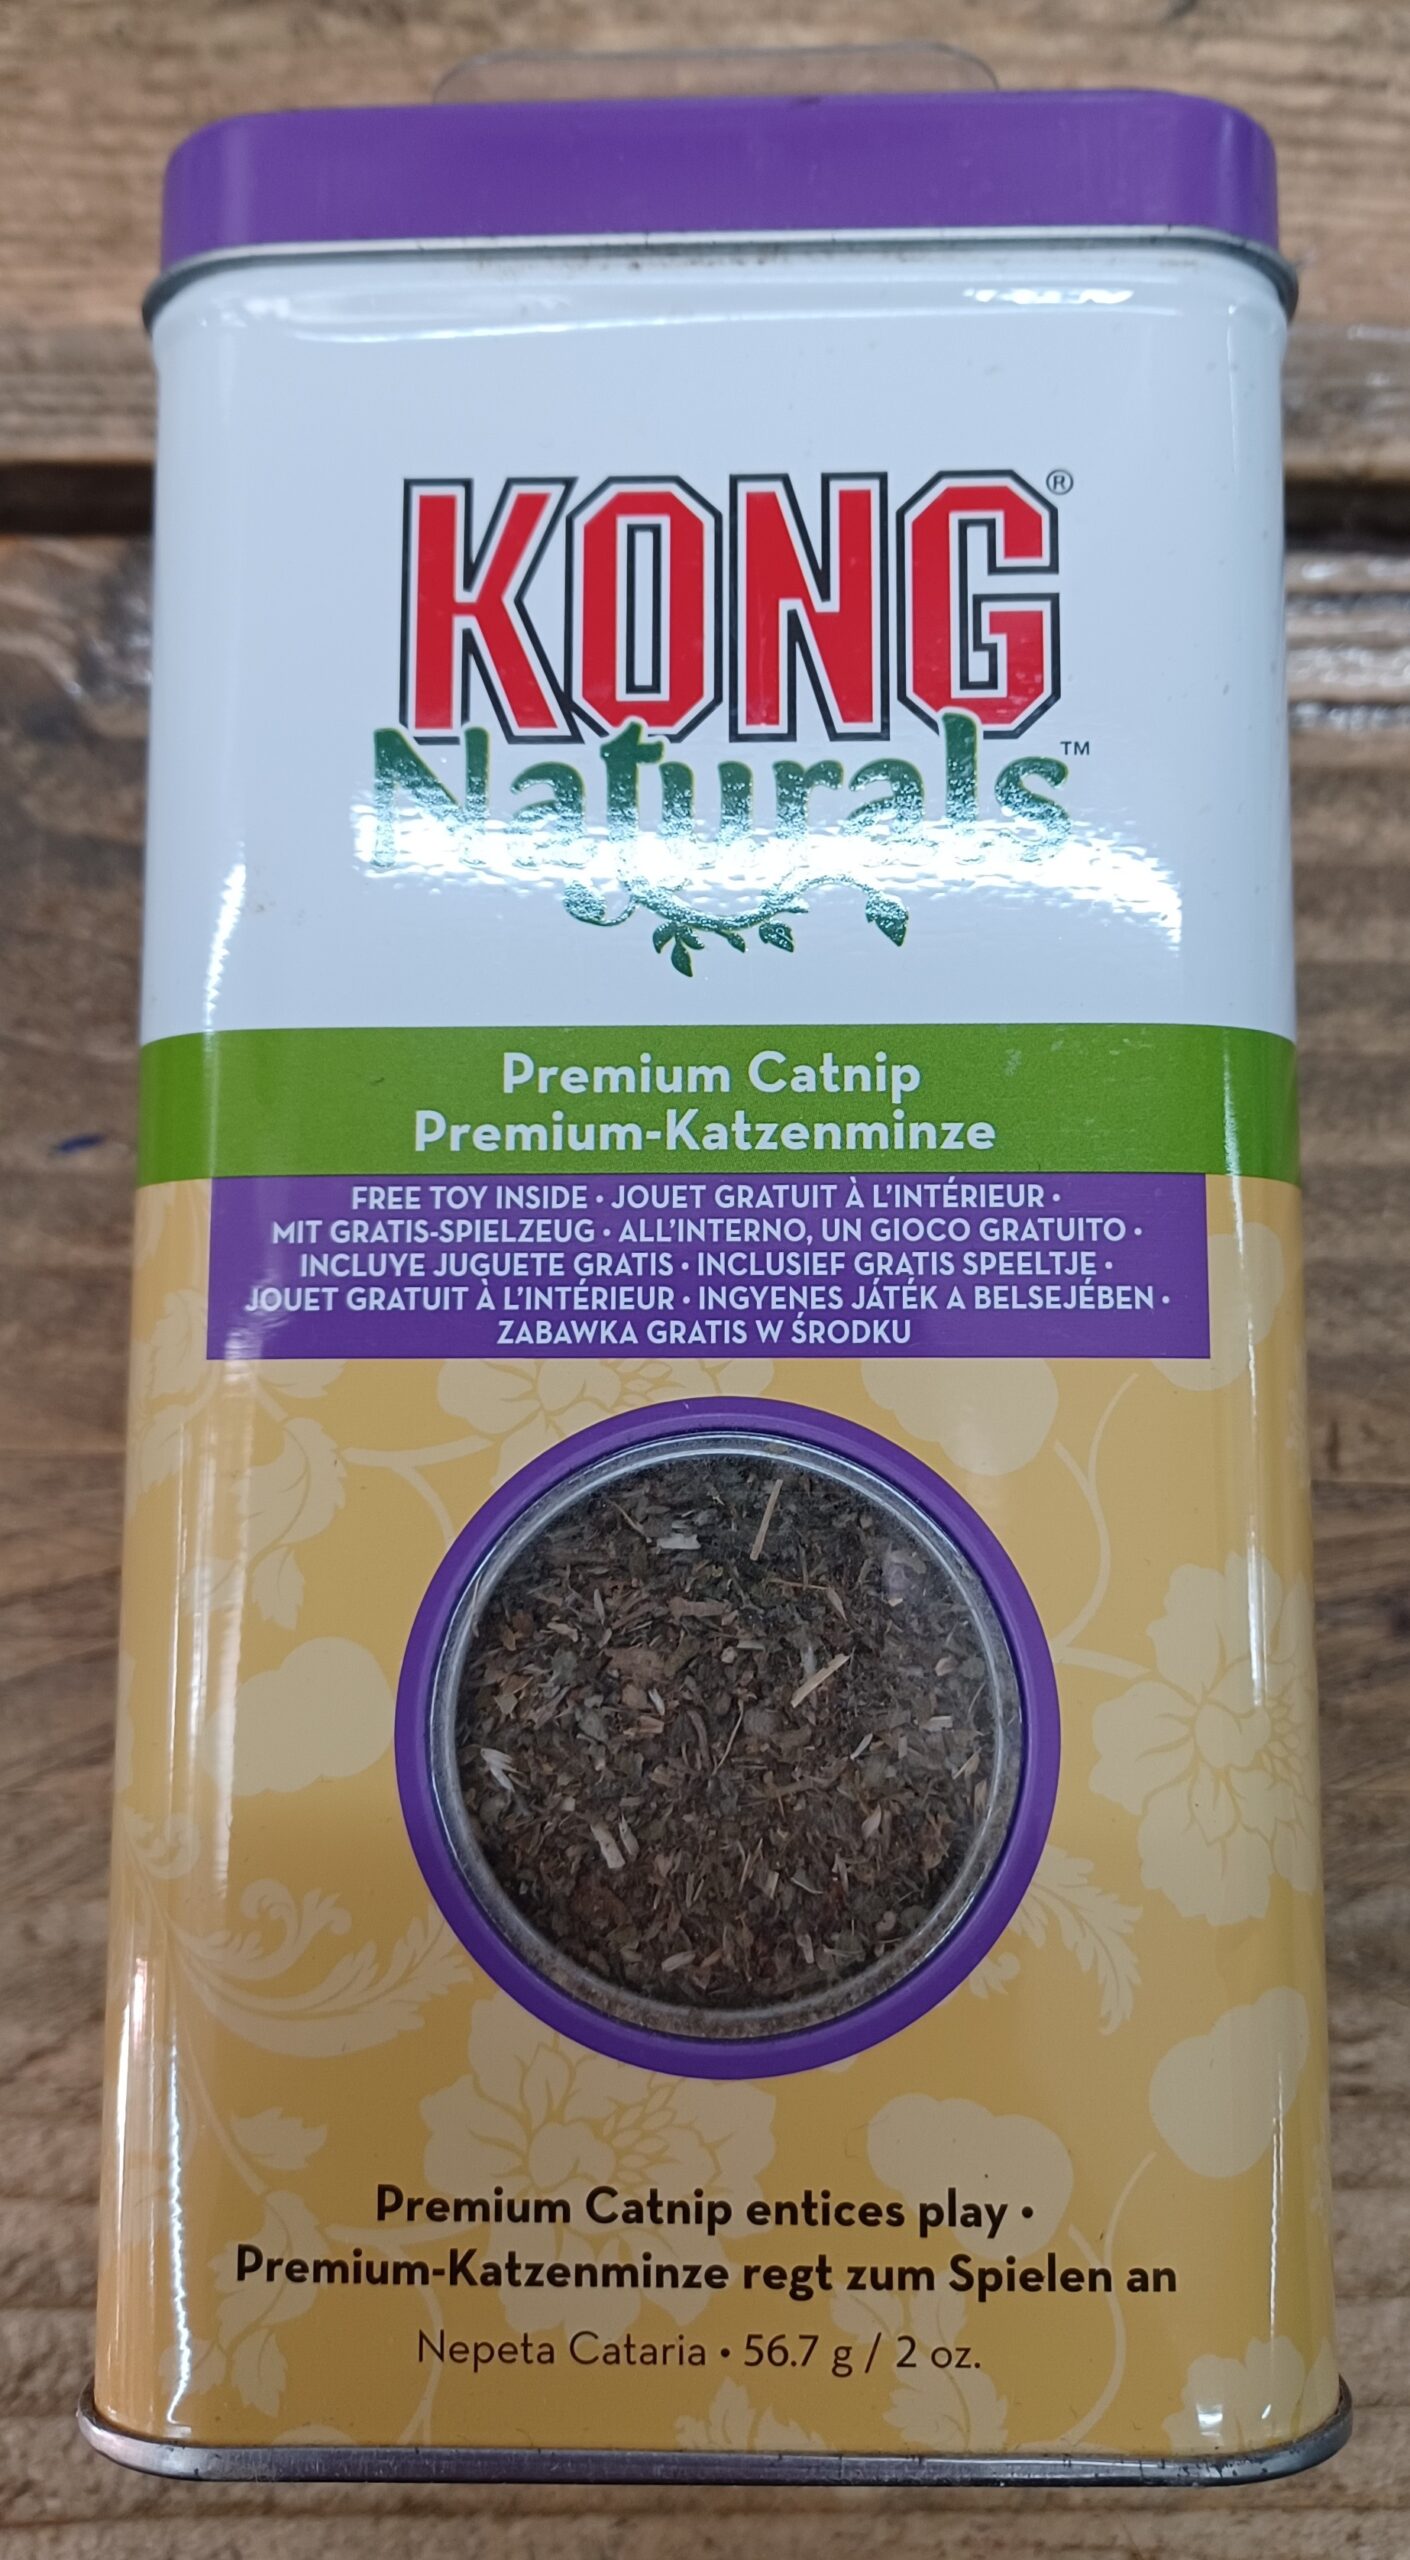 KONG®
Naturals™
Premium Catnip
Premium-Katzenminze
FREE TOY INSIDE • JOUET GRATUIT À L'INTÉRIEUR •
MIT GRATIS-SPIELZEUG • ALL'INTERNO, UN GIOCO GRATUITO •
INCLUYE JUGUETE GRATIS • INCLUSIEF GRATIS SPEELTJE •
JOUET GRATUIT À L'INTÉRIEUR • INGYENES JÁTÉK A BELSEJÉBEN •
ZABAWKA GRATIS W ŚRODKU
Premium Catnip entices play •
Premium-Katzenminze regt zum Spielen an
Nepeta Cataria • 56.7 g / 2 oz.